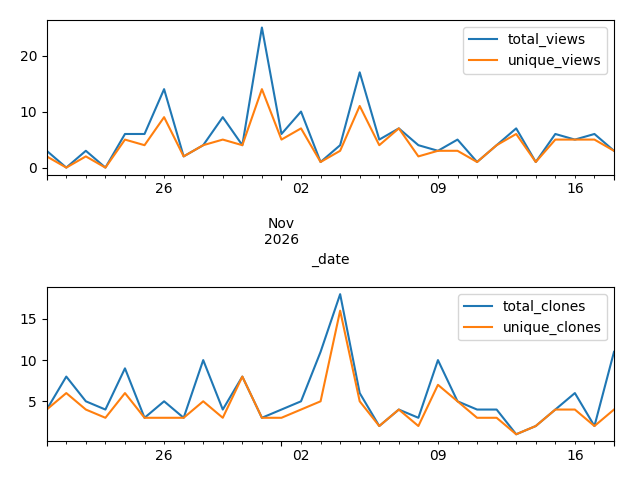 total_views
unique_views
20
10
0
26
02
09
16
Nov
2026
_date
total_clones
unique_clones
15
10
5
26
02
09
16